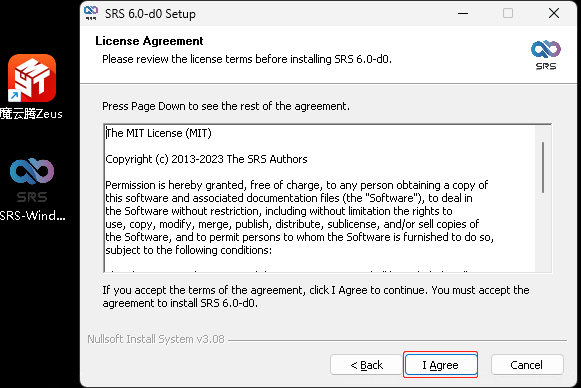 SRS 6.0-d0 Setup
License Agreement
Please review the license terms before installing SRS 6.0-d0.
SRS
Press Page Down to see the rest of the agreement.
The MIT License (MIT)
Copyright (c) 2013-2023 The SRS Authors
Permission is hereby granted, free of charge, to any person obtaining a copy of
this software and associated documentation files (the "Software"), to deal in
the Software without restriction, including without limitation the rights to
use, copy, modify, merge, publish, distribute, sublicense, and/or sell copies of
the Software, and to permit persons to whom the Software is furnished to do so,
subject to the following conditions:
If you accept the terms of the agreement, click I Agree to continue. You must accept the
agreement to install SRS 6.0-d0.
Nullsoft Install System v3.08
< Back
I Agree
Cancel
魔云腾Zeus
SRS
SRS-Wind...